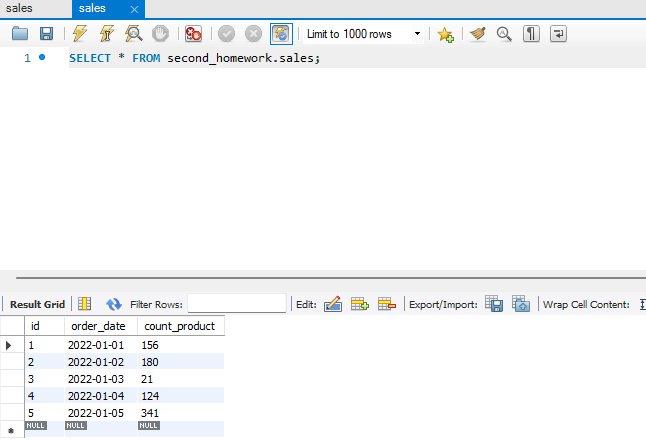 sales sales
Limit to 1000 rows
1 SELECT * FROM second_homework.sales;
Result Grid Filter Rows: Edit: Export/Import: Wrap Cell Content:
id order_date count_product
1 2022-01-01 156
2 2022-01-02 180
3 2022-01-03 21
4 2022-01-04 124
5 2022-01-05 341
NULL NULL NULL